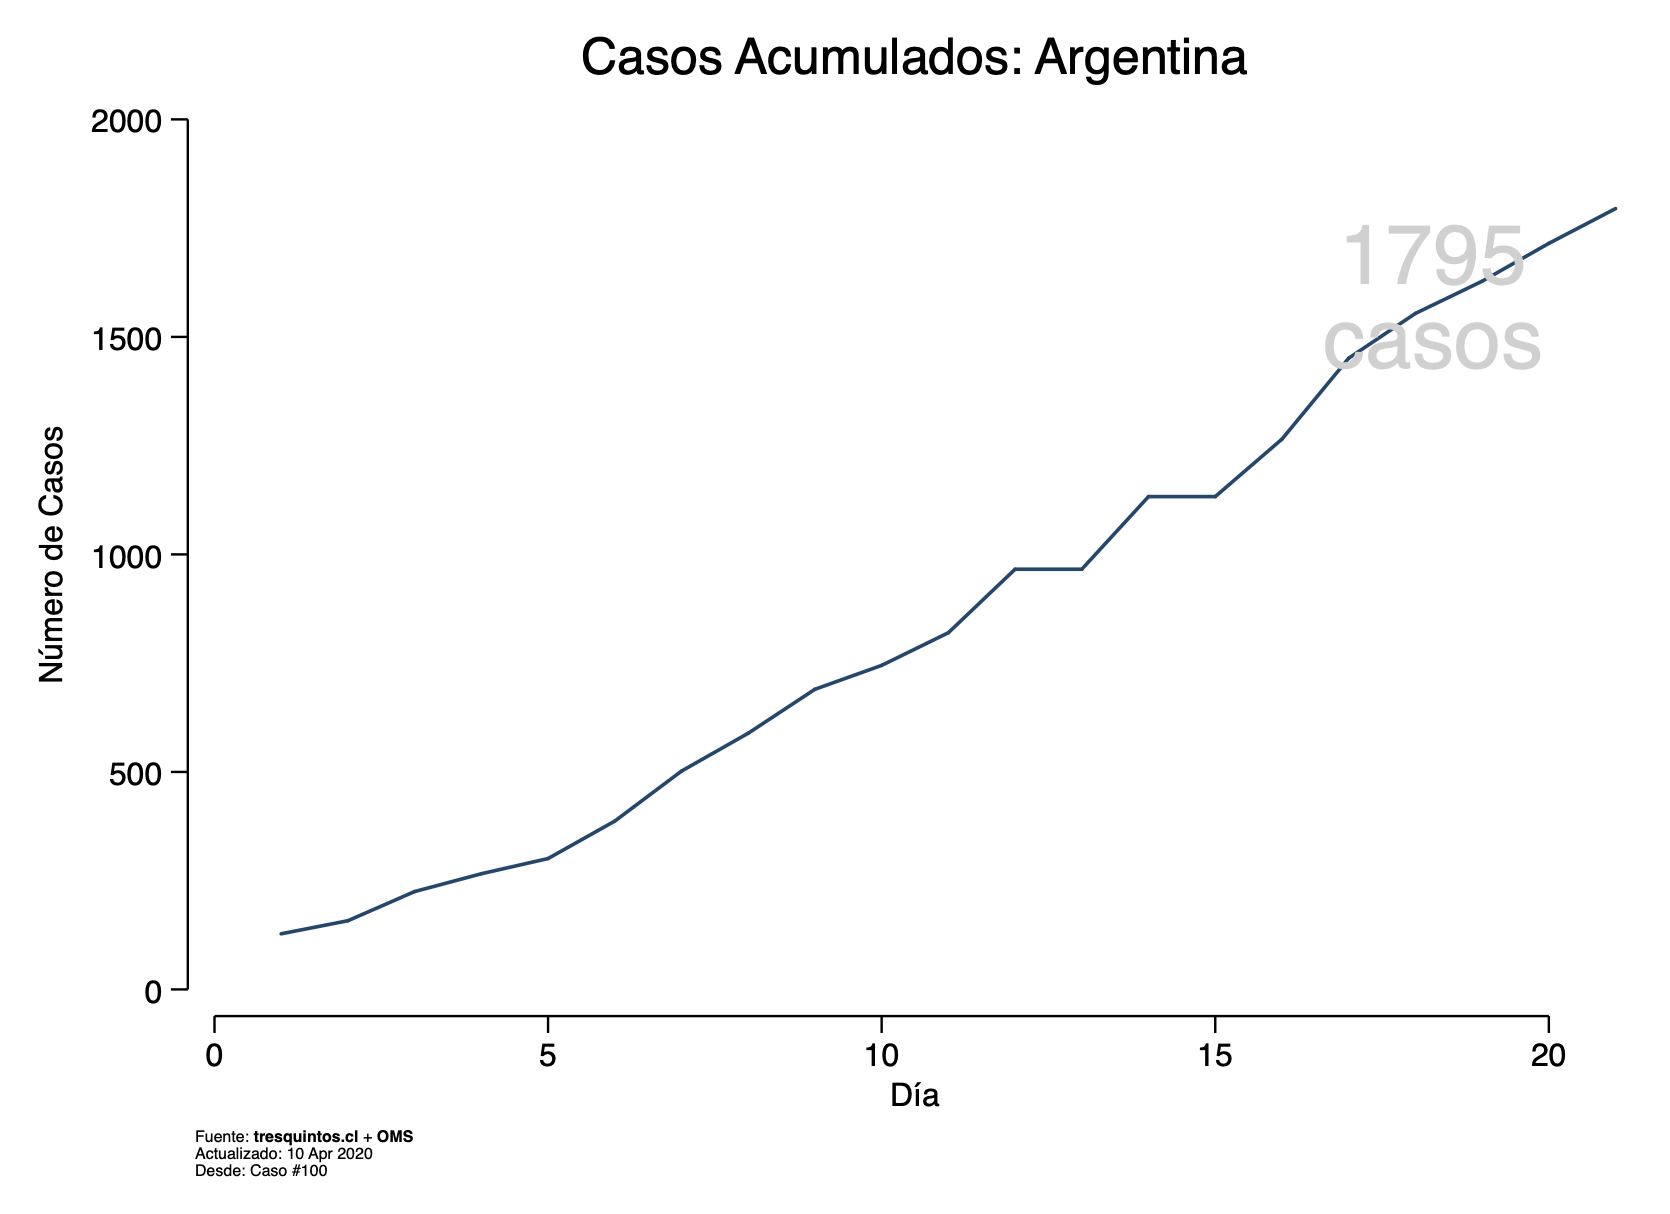 Casos Acumulados: Argentina
2000
1500
1000
500
0
Número de Casos
1795
casos
0 5 10 15 20
Día
Fuente: tresquintos.cl + OMS
Actualizado: 10 Apr 2020
Desde: Caso #100